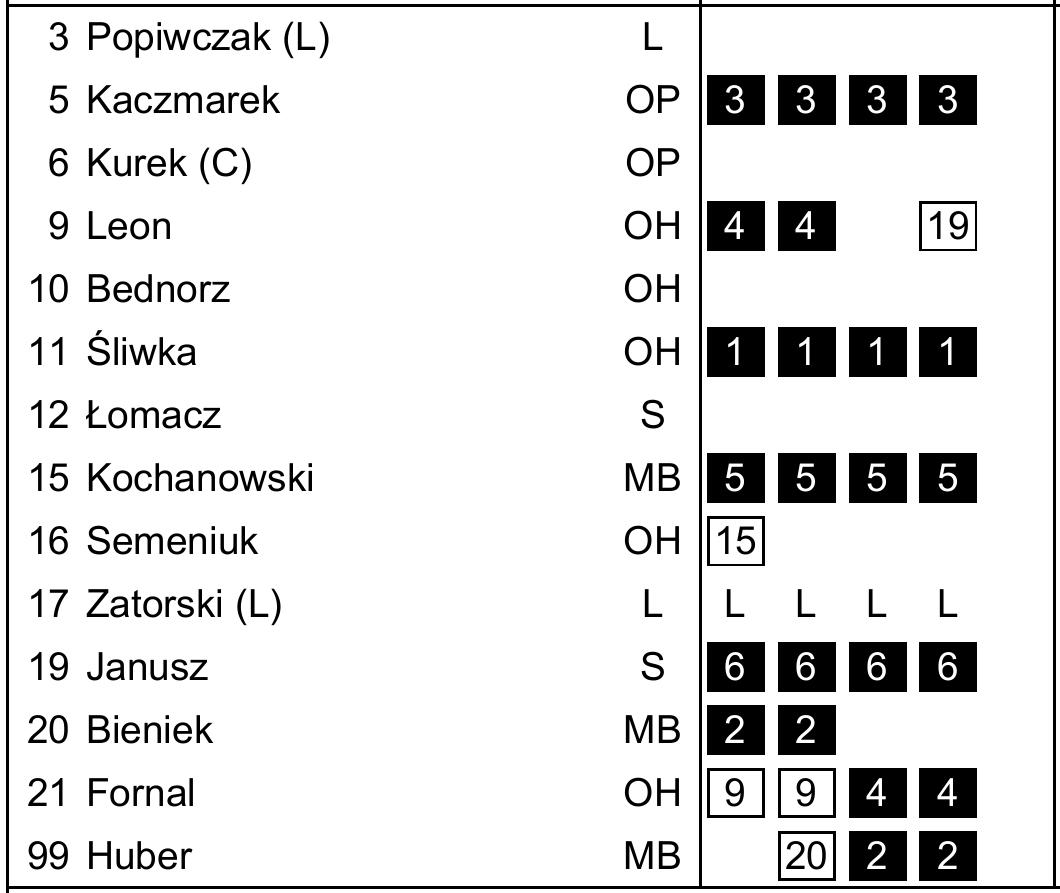 3 Popiwczak (L) L
5 Kaczmarek OP 3 3 3 3
6 Kurek (C) OP
9 Leon OH 4 4 19
10 Bednorz OH
11 Śliwka OH 1 1 1 1
12 Łomacz S
15 Kochanowski MB 5 5 5 5
16 Semeniuk OH 15
17 Zatorski (L) L L L L L
19 Janusz S 6 6 6 6
20 Bieniek MB 2 2
21 Fornal OH 9 9 4 4
99 Huber MB 20 2 2